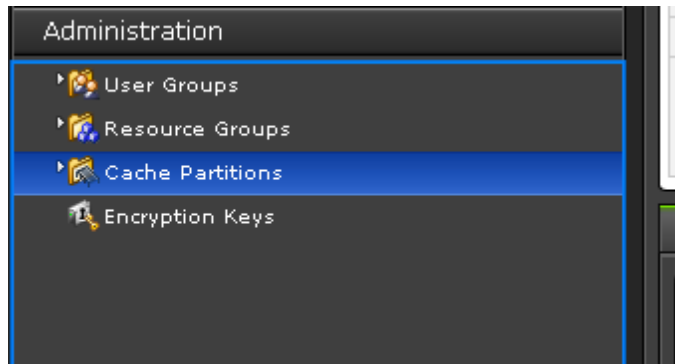 Administration
User Groups
Resource Groups
Cache Partitions
Encryption Keys